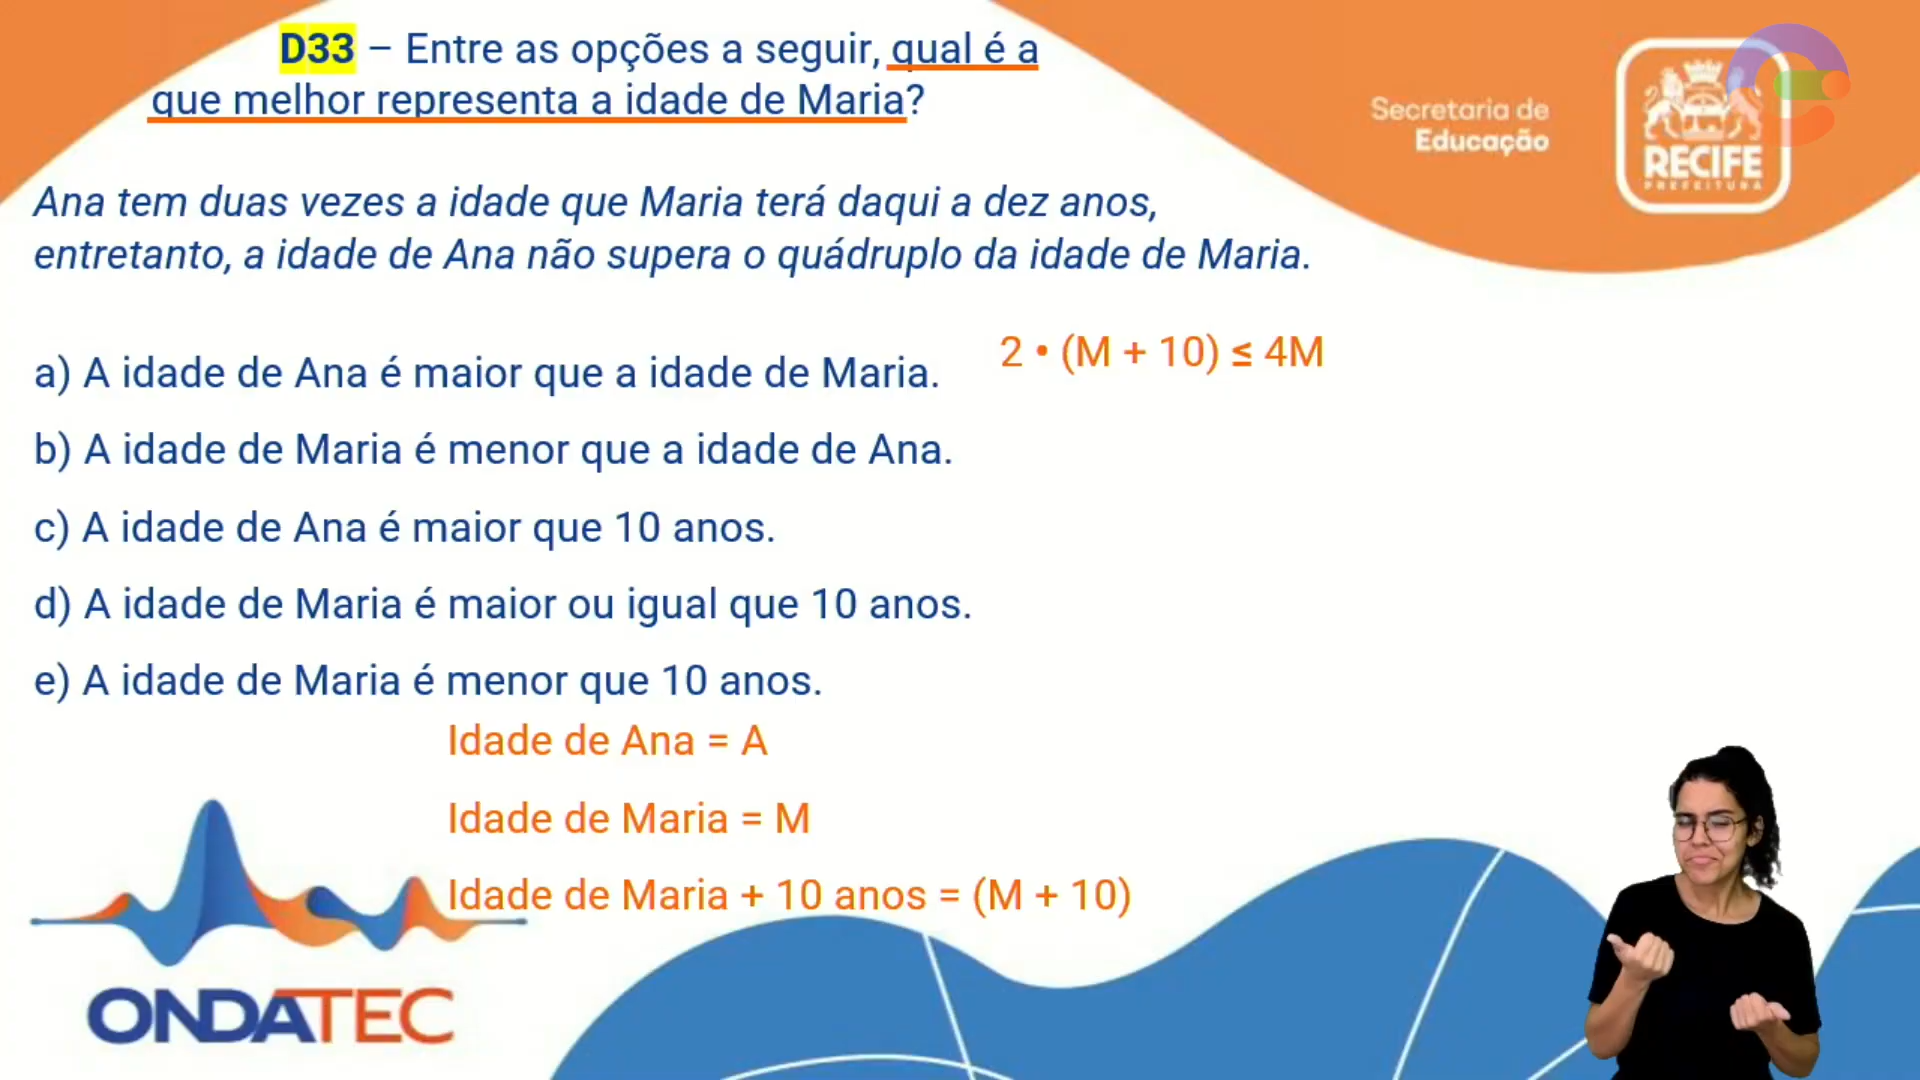 D33 – Entre as opções a seguir, qual é a
que melhor representa a idade de Maria?
Secretaria de
Educação
RECIFE
PREFEITURA
Ana tem duas vezes a idade que Maria terá daqui a dez anos,
entretanto, a idade de Ana não supera o quádruplo da idade de Maria.
2 • (M + 10) ≤ 4M
a) A idade de Ana é maior que a idade de Maria.
b) A idade de Maria é menor que a idade de Ana.
c) A idade de Ana é maior que 10 anos.
d) A idade de Maria é maior ou igual que 10 anos.
e) A idade de Maria é menor que 10 anos.
Idade de Ana = A
Idade de Maria = M
Idade de Maria + 10 anos = (M + 10)
ONDATEC